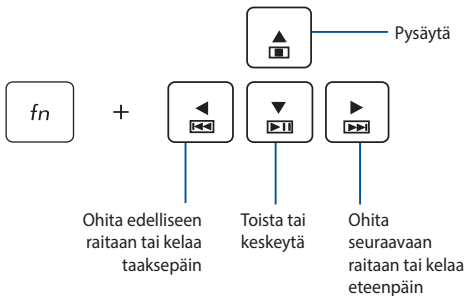 Pysäytä
fn
+
Ohita edelliseen
raitaan tai kelaa
taaksepäin
Toista tai
keskeytä
Ohita
seuraavaan
raitaan tai kelaa
eteenpäin